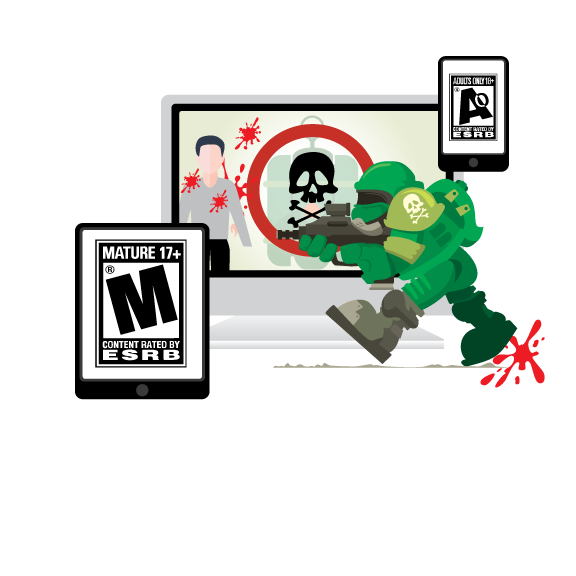 ADULTS ONLY 18+
AO
®
CONTENT RATED BY
ESRB
MATURE 17+
®
M
CONTENT RATED BY
ESRB